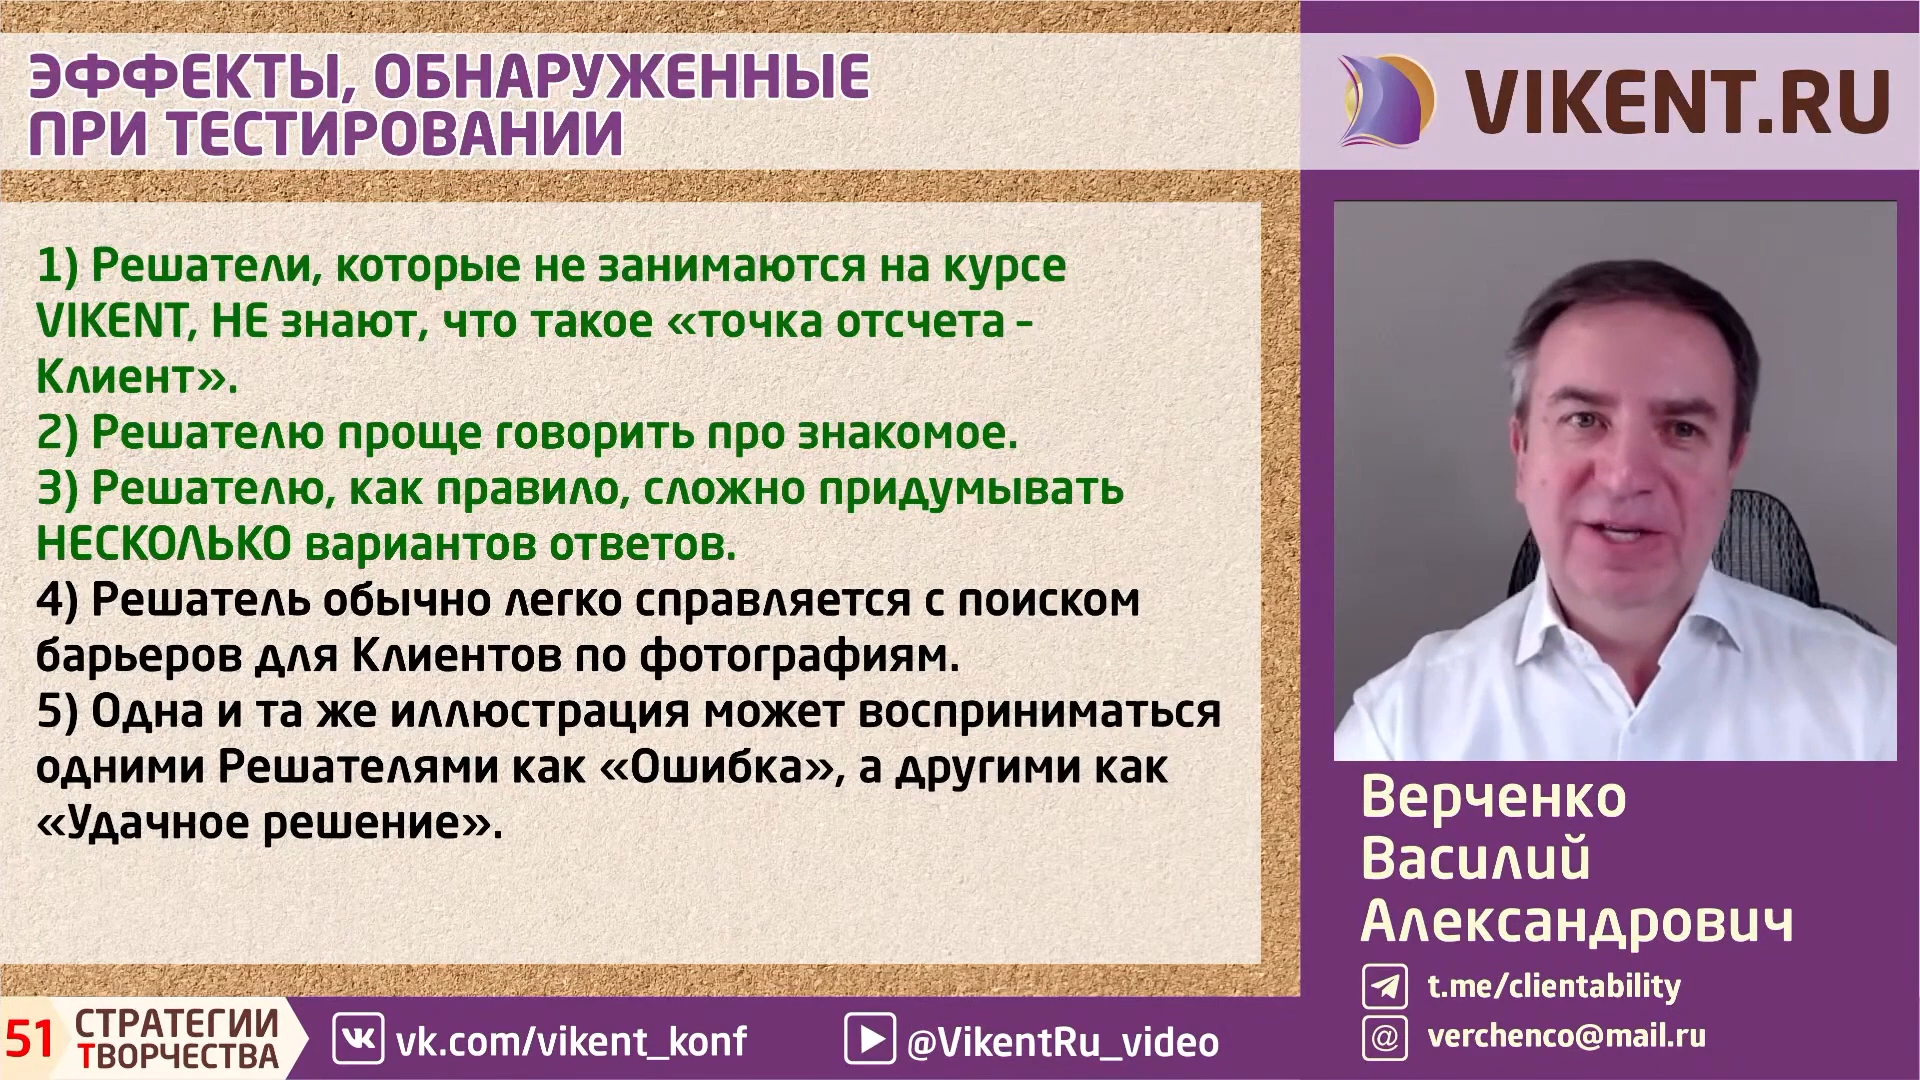 ЭФФЕКТЫ, ОБНАРУЖЕННЫЕ
ПРИ ТЕСТИРОВАНИИ
VIKENT.RU
1) Решатели, которые не занимаются на курсе
VIKENT, НЕ знают, что такое «точка отсчета –
Клиент».
2) Решателю проще говорить про знакомое.
3) Решателю, как правило, сложно придумывать
НЕСКОЛЬКО вариантов ответов.
4) Решатель обычно легко справляется с поиском
барьеров для Клиентов по фотографиям.
5) Одна и та же иллюстрация может восприниматься
одними Решателями как «Ошибка», а другими как
«Удачное решение».
Верченко
Василий
Александрович
t.me/clientability
verchenco@mail.ru
51
СТРАТЕГИИ
ТВОРЧЕСТВА
vk.com/vikent_konf
@VikentRu_video